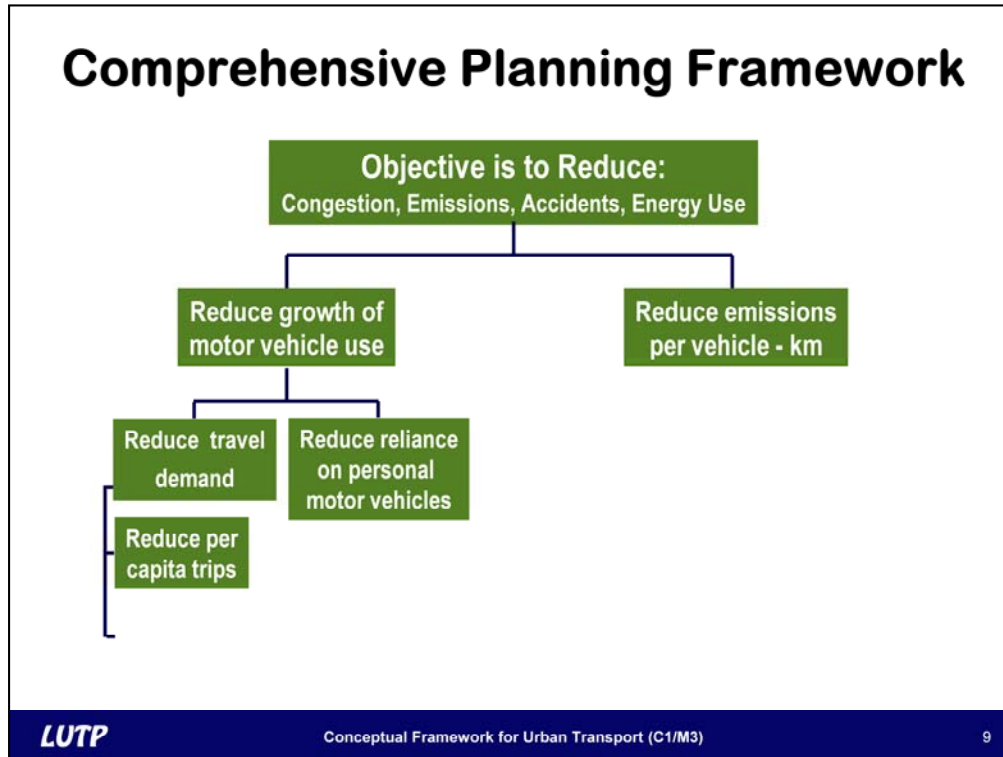 Comprehensive Planning Framework
Objective is to Reduce:
Congestion, Emissions, Accidents, Energy Use
Reduce growth of
motor vehicle use
Reduce emissions
per vehicle - km
Reduce travel
demand
Reduce reliance
on personal
motor vehicles
Reduce per
capita trips
LUTP
Conceptual Framework for Urban Transport (C1/M3)
9